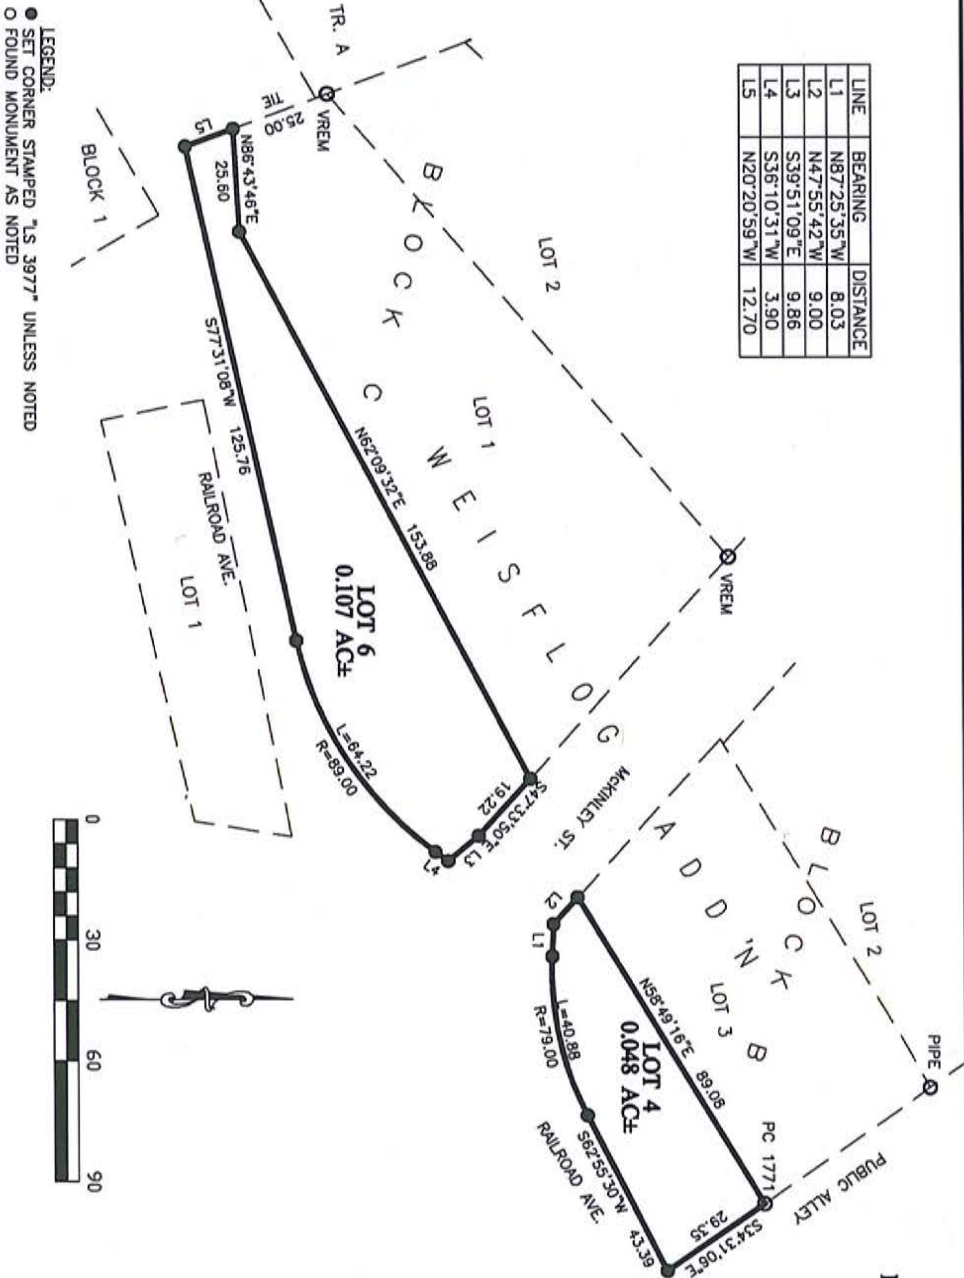 LINE BEARING DISTANCE
L1 N87°25'35"W 8.03
L2 N47°55'42"W 9.00
L3 S39°51'09"E 9.86
L4 S36°10'31"W 3.90
L5 N20°20'59"W 12.70
TR. A
VREM
25.00
TIE
LOT 2
BLOCK C WEISFLOG
LOT 1
VREM
N86°43'46"E
25.60
L5
BLOCK 1
N62°09'32"E 153.88
S77°31'08"W 125.76
RAILROAD AVE.
LOT 1
LOT 6
0.107 AC±
L=64.22
R=89.00
S47°33'50"E
19.22
L3
L4
McKINLEY ST.
ADD'N
BLOCK B
LOT 2
LOT 3
PIPE
PUBLIC ALLEY
PC 1771
L2
L1
N58°49'16"E 89.08
LOT 4
0.048 AC±
L=40.88
R=79.00
S62°55'30"W 43.39
RAILROAD AVE.
S34°31'06"E
29.35
LEGEND:
SET CORNER STAMPED "LS 3977" UNLESS NOTED
FOUND MONUMENT AS NOTED
0 30 60 90